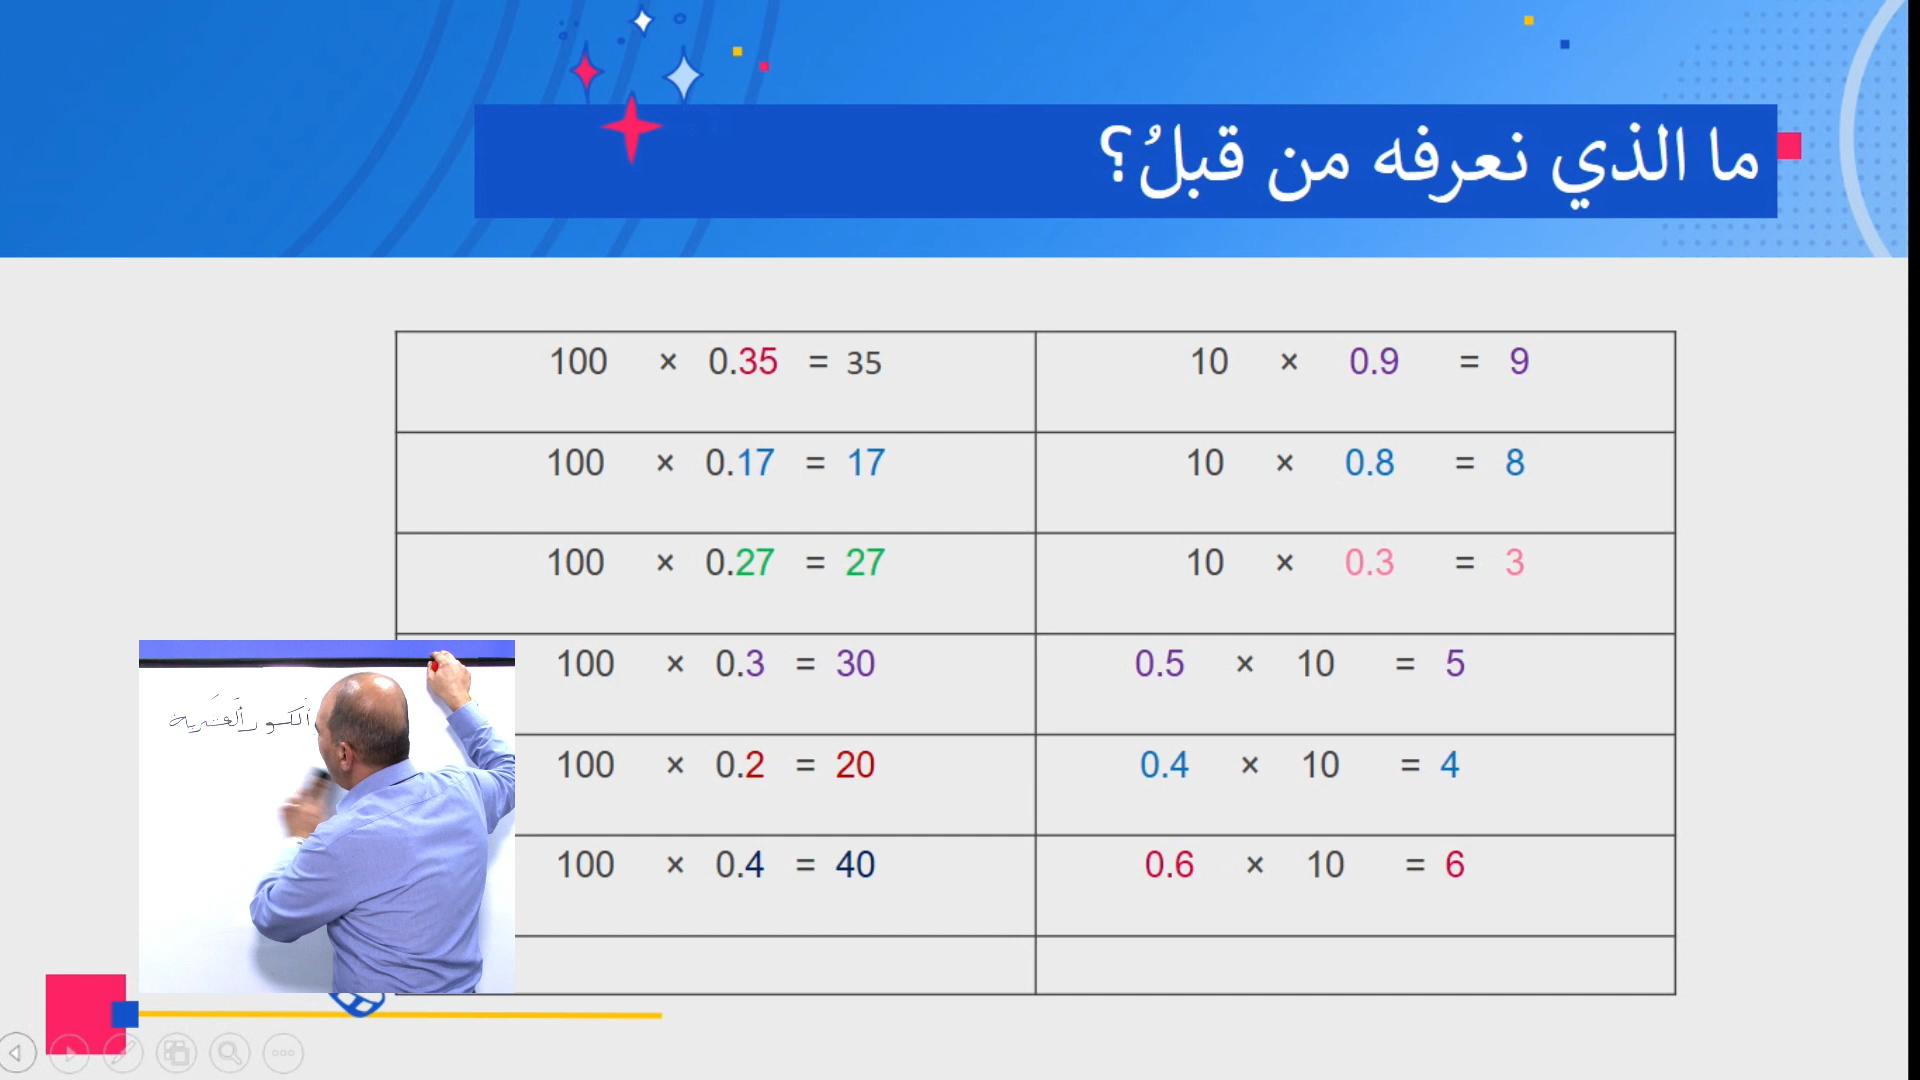 ما الذي نعرفه من قبلُ؟
100 × 0.35 = 35
10 × 0.9 = 9
100 × 0.17 = 17
10 × 0.8 = 8
100 × 0.27 = 27
10 × 0.3 = 3
100 × 0.3 = 30
0.5 × 10 = 5
100 × 0.2 = 20
0.4 × 10 = 4
100 × 0.4 = 40
0.6 × 10 = 6
الكسور العشرية